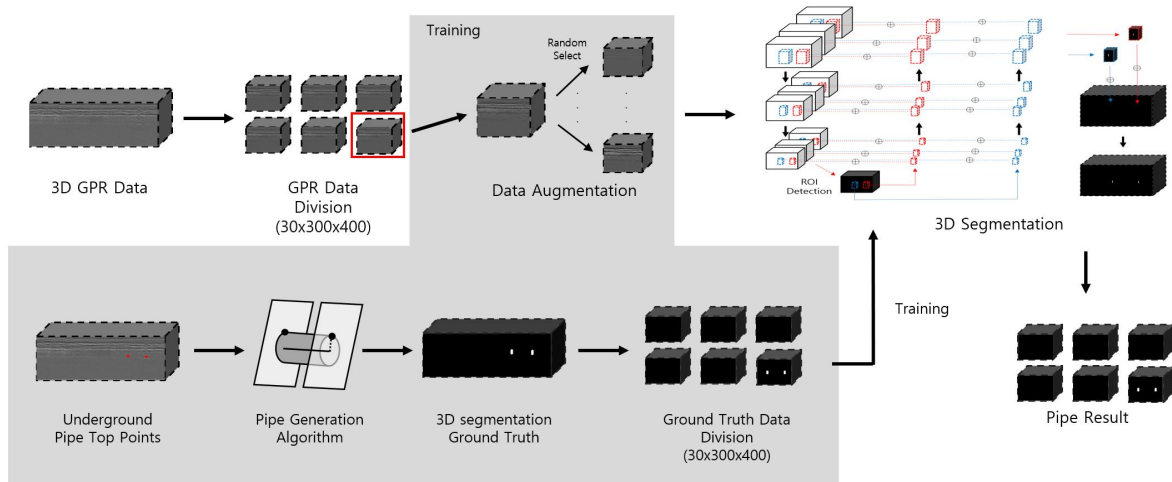 Training
Random
Select
3D GPR Data
GPR Data
Division
(30x300x400)
Data Augmentation
ROI
Detection
3D Segmentation
Training
Underground
Pipe Top Points
Pipe Generation
Algorithm
3D segmentation
Ground Truth
Ground Truth Data
Division
(30x300x400)
Pipe Result